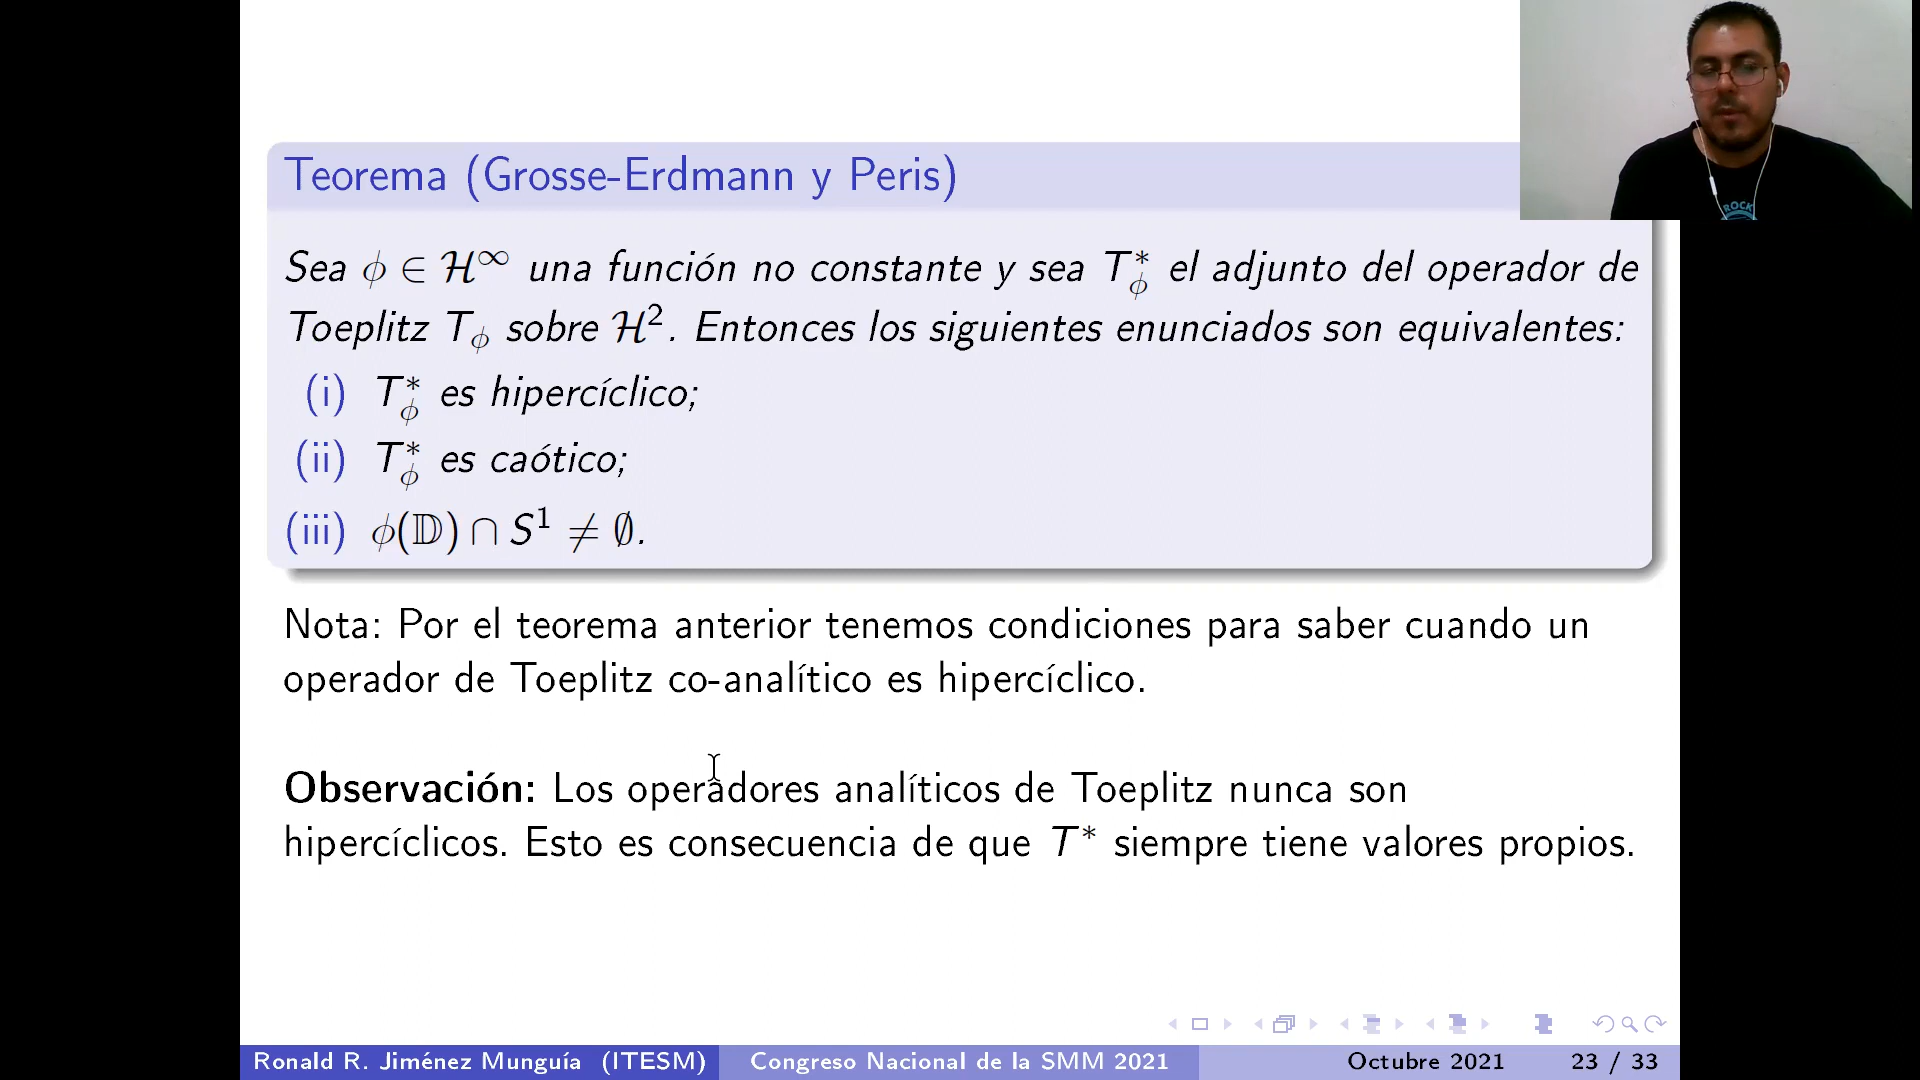 Teorema (Grosse-Erdmann y Peris)
ROCK
Sea ϕ ∈ ℋ^∞ una función no constante y sea T*_ϕ el adjunto del operador de
Toeplitz T_ϕ sobre ℋ². Entonces los siguientes enunciados son equivalentes:
(i) T*_ϕ es hipercíclico;
(ii) T*_ϕ es caótico;
(iii) ϕ(𝔻) ∩ S¹ ≠ ∅.
Nota: Por el teorema anterior tenemos condiciones para saber cuando un
operador de Toeplitz co-analítico es hipercíclico.
Observación: Los operadores analíticos de Toeplitz nunca son
hipercíclicos. Esto es consecuencia de que T* siempre tiene valores propios.
Ronald R. Jiménez Munguía (ITESM) Congreso Nacional de la SMM 2021 Octubre 2021 23 / 33